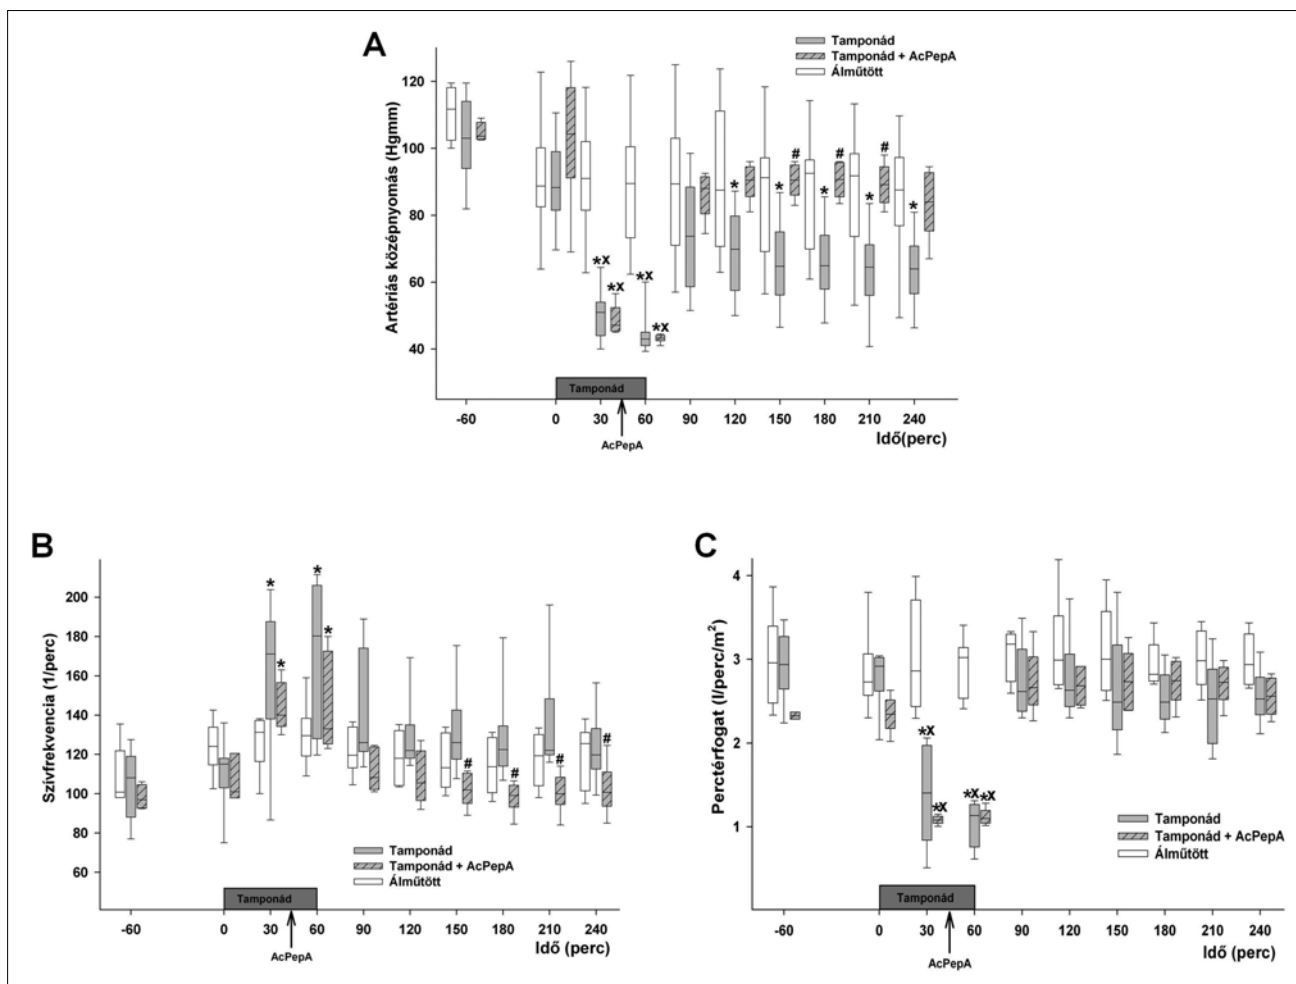 A
Tamponád
Tamponád + AcPepA
Álműtött
Artériás középnyomás (Hgmm)
120
100
80
60
40
*x
*x
*x
*x
*
*
#
*
#
*
#
*
Tamponád
-60 0 30 60 90 120 150 180 210 240
AcPepA
Idő(perc)
B
Szívfrekvencia (1/perc)
200
180
160
140
120
100
80
60
*
*
*
*
#
#
#
#
Tamponád
Tamponád + AcPepA
Álműtött
Tamponád
-60 0 30 60 90 120 150 180 210 240
AcPepA
Idő (perc)
C
Perctérfogat (l/perc/m²)
4
3
2
1
*x
*x
*x
*x
Tamponád
Tamponád + AcPepA
Álműtött
Tamponád
-60 0 30 60 90 120 150 180 210 240
AcPepA
Idő (perc)